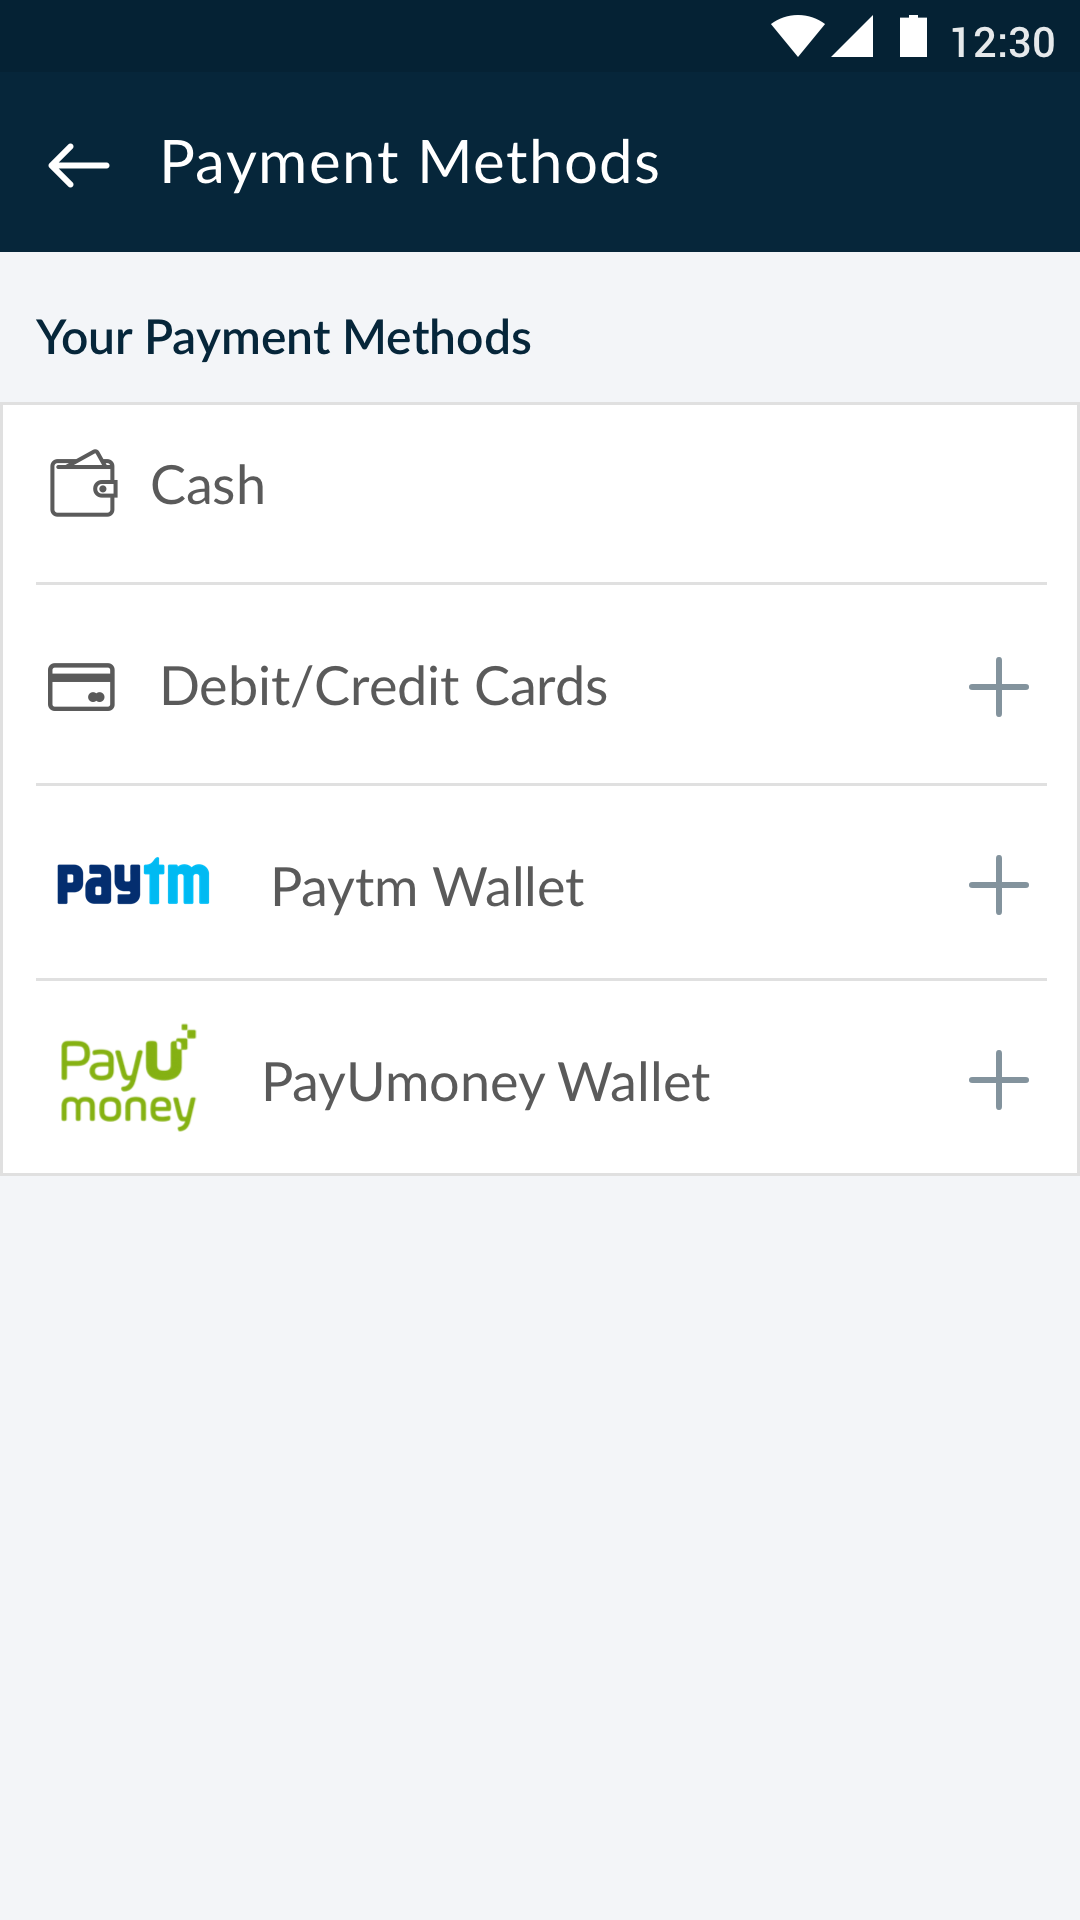 12:30
Payment Methods
Your Payment Methods
Cash
Debit/Credit Cards
paytm Paytm Wallet
PayU
money
PayUmoney Wallet